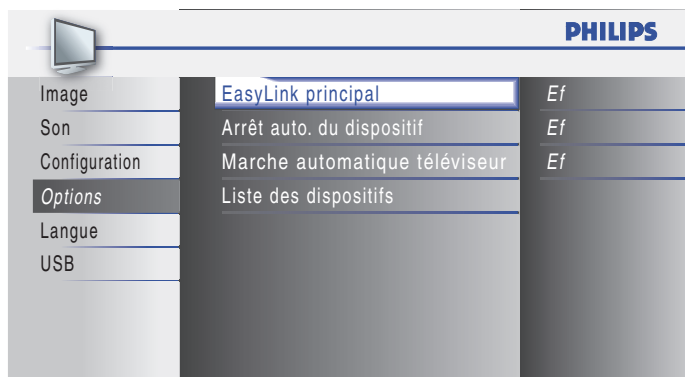 PHILIPS
Image
Son
Configuration
Options
Langue
USB
EasyLink principal
Arrêt auto. du dispositif
Marche automatique téléviseur
Liste des dispositifs
Ef
Ef
Ef